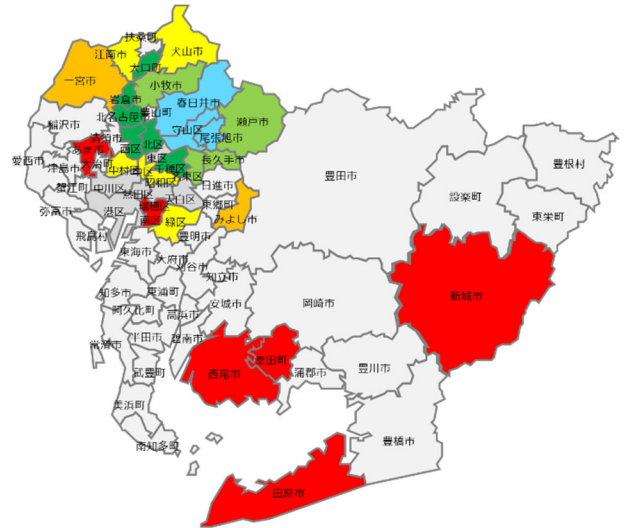 扶桑町
江南市
犬山市
大口町
一宮市
小牧市
岩倉市
春日井市
北名古屋市
豊山町
瀬戸市
稲沢市
清須市
守山区
尾張旭市
西区
北区
あま市
愛西市
津島市
大治町
中村区
東区
千種区
名東区
長久手市
豊田市
豊根村
昭和区
日進市
蟹江町
中川区
熱田区
天白区
設楽町
弥富市
港区
瑞穂区
東郷町
みよし市
東栄町
南区
緑区
飛島村
豊明市
東海市
大府市
刈谷市
知立市
知多市
東浦町
新城市
阿久比町
高浜市
安城市
岡崎市
常滑市
半田市
碧南市
幸田町
武豊町
西尾市
蒲郡市
豊川市
美浜町
南知多町
豊橋市
田原市